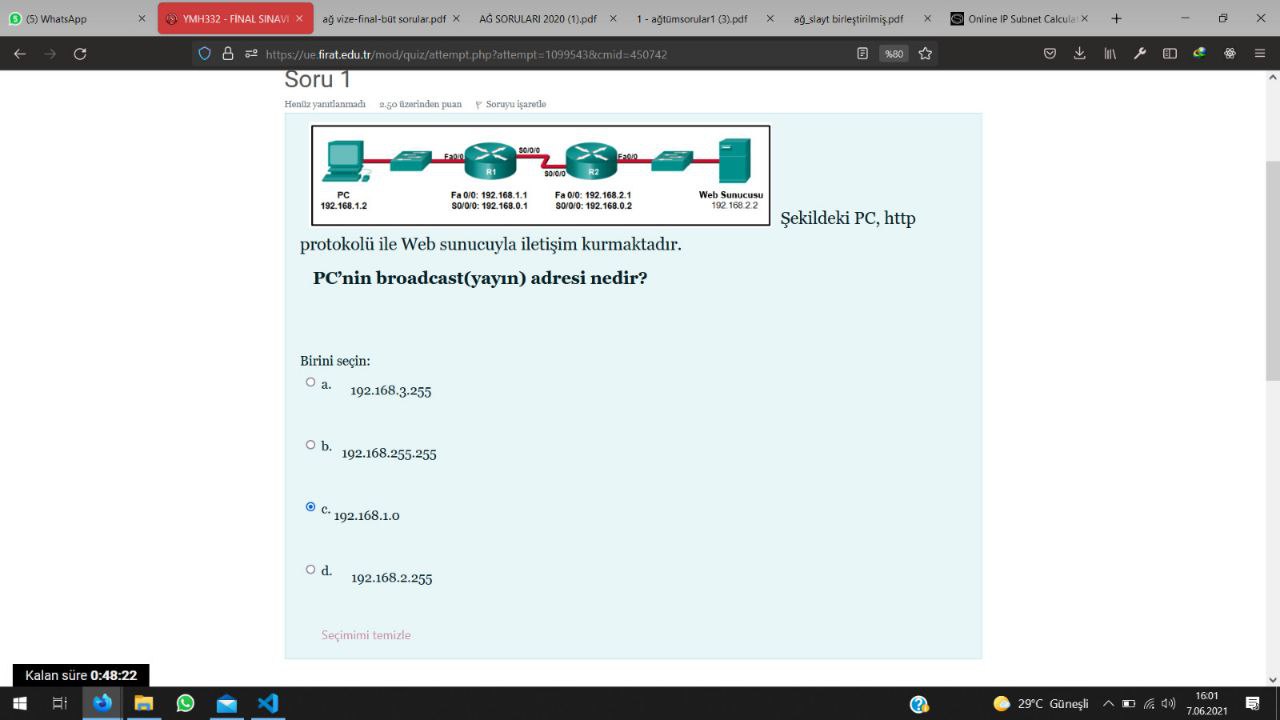 (5) WhatsApp
YMH332 - FİNAL SINAVI
ağ vize-final-büt sorular.pdf
AĞ SORULARI 2020 (1).pdf
1 - ağtümsorular1 (3).pdf
ağ_slayt birleştirilmiş.pdf
Online IP Subnet Calculat
https://ue.firat.edu.tr/mod/quiz/attempt.php?attempt=1099543&cmid=450742
%80
Soru 1
Henüz yanıtlanmadı 2.50 üzerinden puan Soruyu işaretle
Fa0/0 S0/0/0 Fa0/0
S0/0/0
R1 R2
PC Fa 0/0: 192.168.1.1 Fa 0/0: 192.168.2.1 Web Sunucusu
192.168.1.2 S0/0/0: 192.168.0.1 S0/0/0: 192.168.0.2 192.168.2.2
Şekildeki PC, http
protokolü ile Web sunucuyla iletişim kurmaktadır.
PC’nin broadcast(yayın) adresi nedir?
Birini seçin:
a. 192.168.3.255
b. 192.168.255.255
c. 192.168.1.0
d. 192.168.2.255
Seçimimi temizle
Kalan süre 0:48:22
29°C Güneşli
16:01
7.06.2021